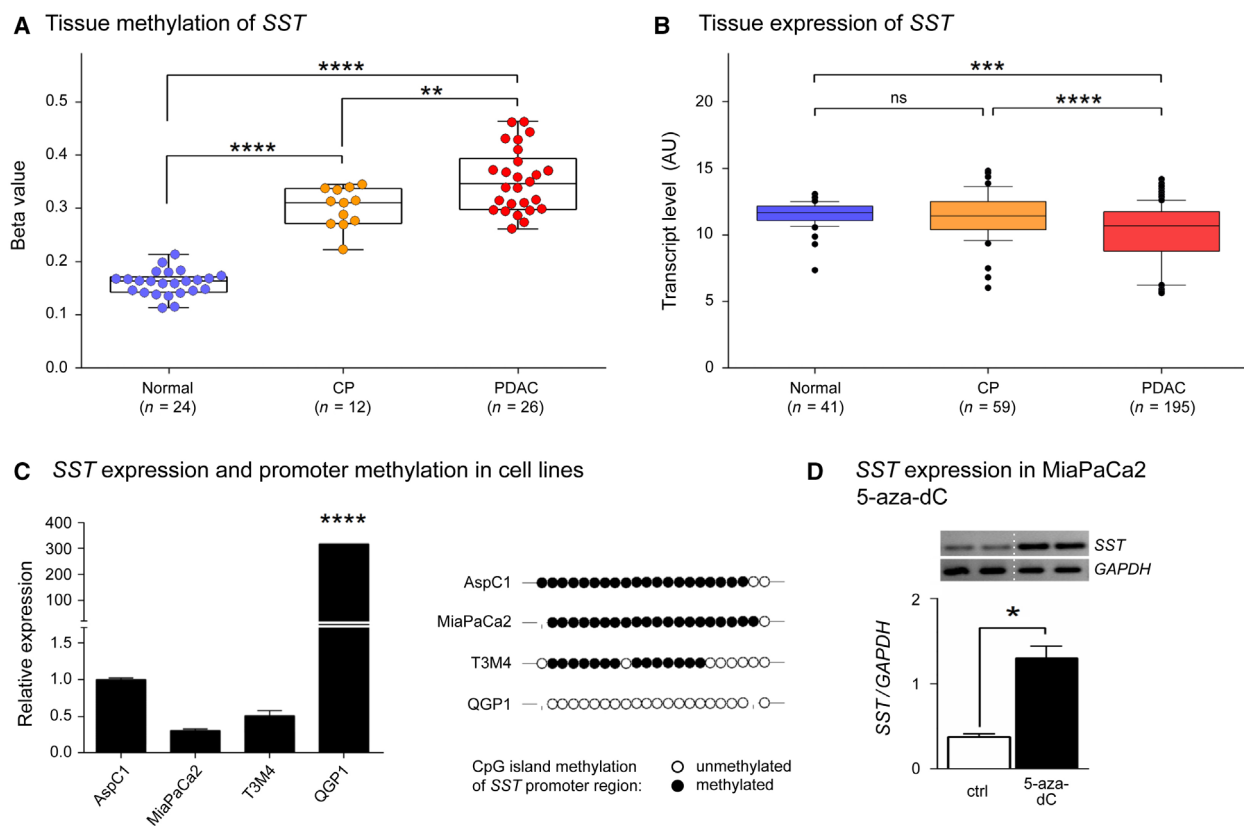 A Tissue methylation of SST
****
**
****
Beta value
0.5
0.4
0.3
0.2
0.1
0.0
Normal
(n = 24)
CP
(n = 12)
PDAC
(n = 26)
B Tissue expression of SST
***
ns
****
Transcript level (AU)
20
15
10
5
0
Normal
(n = 41)
CP
(n = 59)
PDAC
(n = 195)
C SST expression and promoter methylation in cell lines
****
Relative expression
400
300
200
100
1.5
1.0
0.5
0.0
AspC1
MiaPaCa2
T3M4
QGP1
AspC1
MiaPaCa2
T3M4
QGP1
CpG island methylation
of SST promoter region:
unmethylated
methylated
D SST expression in MiaPaCa2
5-aza-dC
SST
GAPDH
*
SST/GAPDH
2
1
0
ctrl
5-aza-
dC